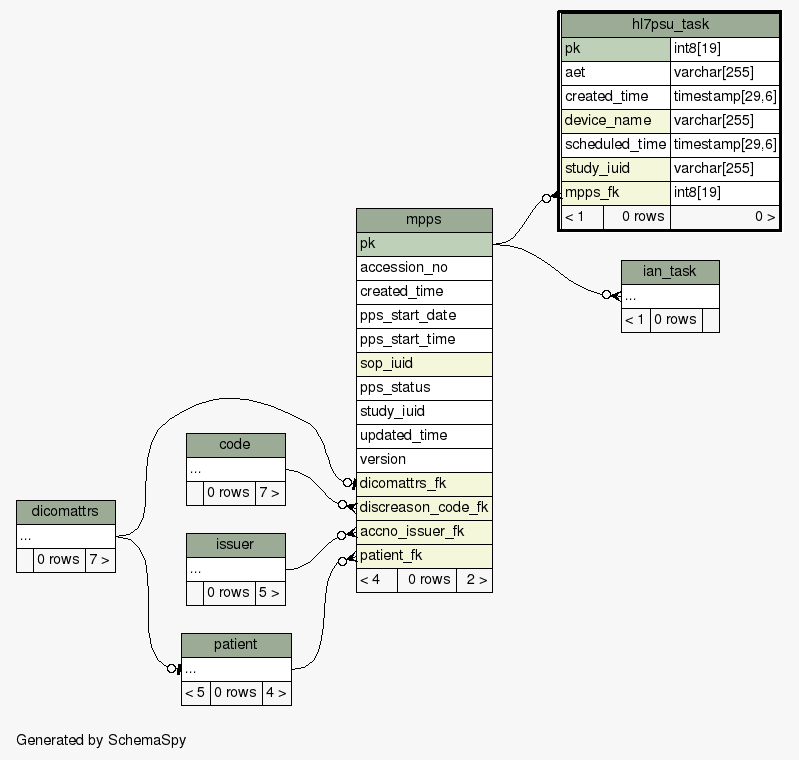 hl7psu_task
pk int8[19]
aet varchar[255]
created_time timestamp[29,6]
device_name varchar[255]
scheduled_time timestamp[29,6]
study_iuid varchar[255]
mpps_fk int8[19]
< 1 0 rows 0 >
mpps
pk
accession_no
created_time
pps_start_date
pps_start_time
sop_iuid
pps_status
study_iuid
updated_time
version
dicomattrs_fk
discreason_code_fk
accno_issuer_fk
patient_fk
< 4 0 rows 2 >
ian_task
...
< 1 0 rows
code
...
0 rows 7 >
dicomattrs
...
0 rows 7 >
issuer
...
0 rows 5 >
patient
...
< 5 0 rows 4 >
Generated by SchemaSpy